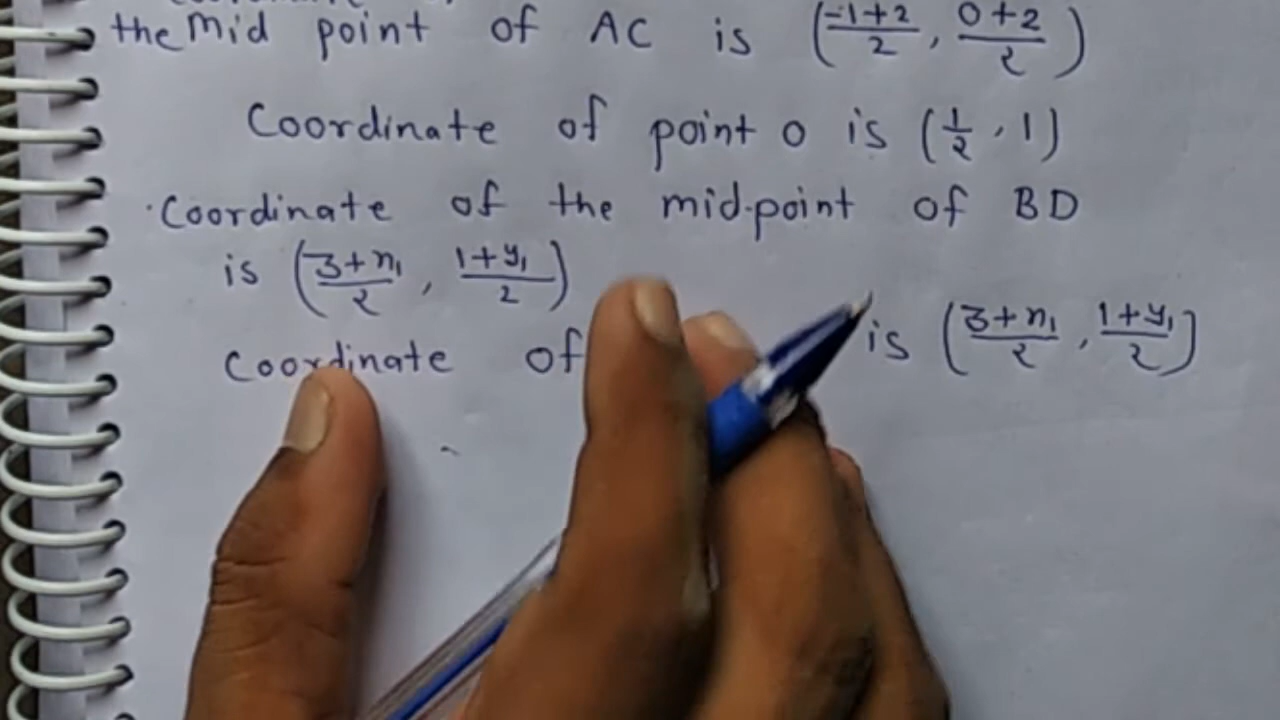 the Mid point of AC is (-1+2/2, 0+2/2)
Coordinate of point O is (1/2, 1)
Coordinate of the mid-point of BD
is (3+x₁/2, 1+y₁/2)
Coordinate of is (3+x₁/2, 1+y₁/2)